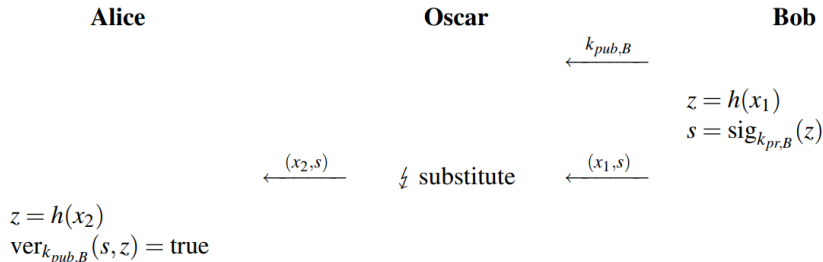 Alice Oscar Bob
k_{pub,B}
z = h(x_1)
s = sig_{k_{pr,B}}(z)
(x_2,s) substitute (x_1,s)
z = h(x_2)
ver_{k_{pub,B}}(s,z) = true